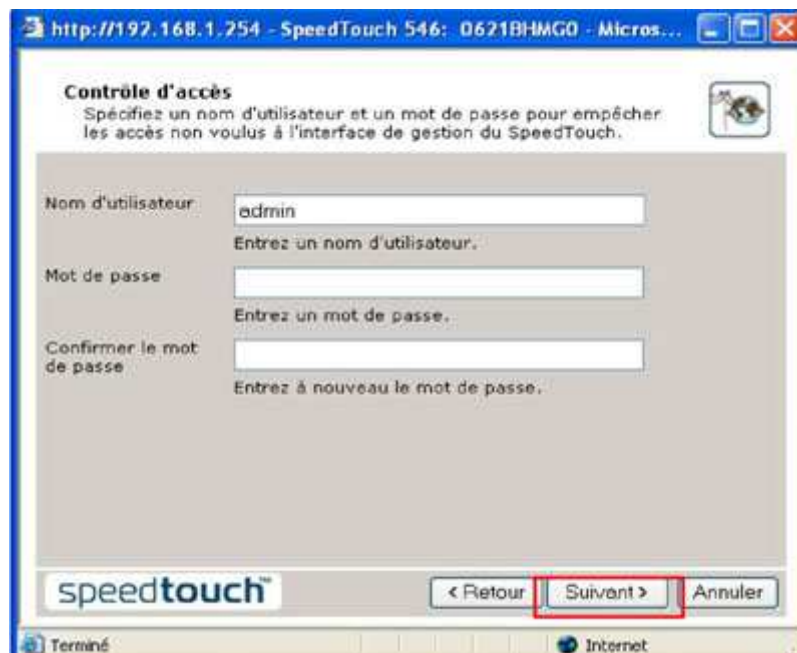 http://192.168.1.254 - SpeedTouch 546: 0621BHMG0 - Micros...
Contrôle d'accès
Spécifiez un nom d'utilisateur et un mot de passe pour empêcher
les accès non voulus à l'interface de gestion du SpeedTouch.
Nom d'utilisateur
admin
Entrez un nom d'utilisateur.
Mot de passe
Entrez un mot de passe.
Confirmer le mot
de passe
Entrez à nouveau le mot de passe.
speedtouch™
< Retour
Suivant >
Annuler
Terminé
Internet